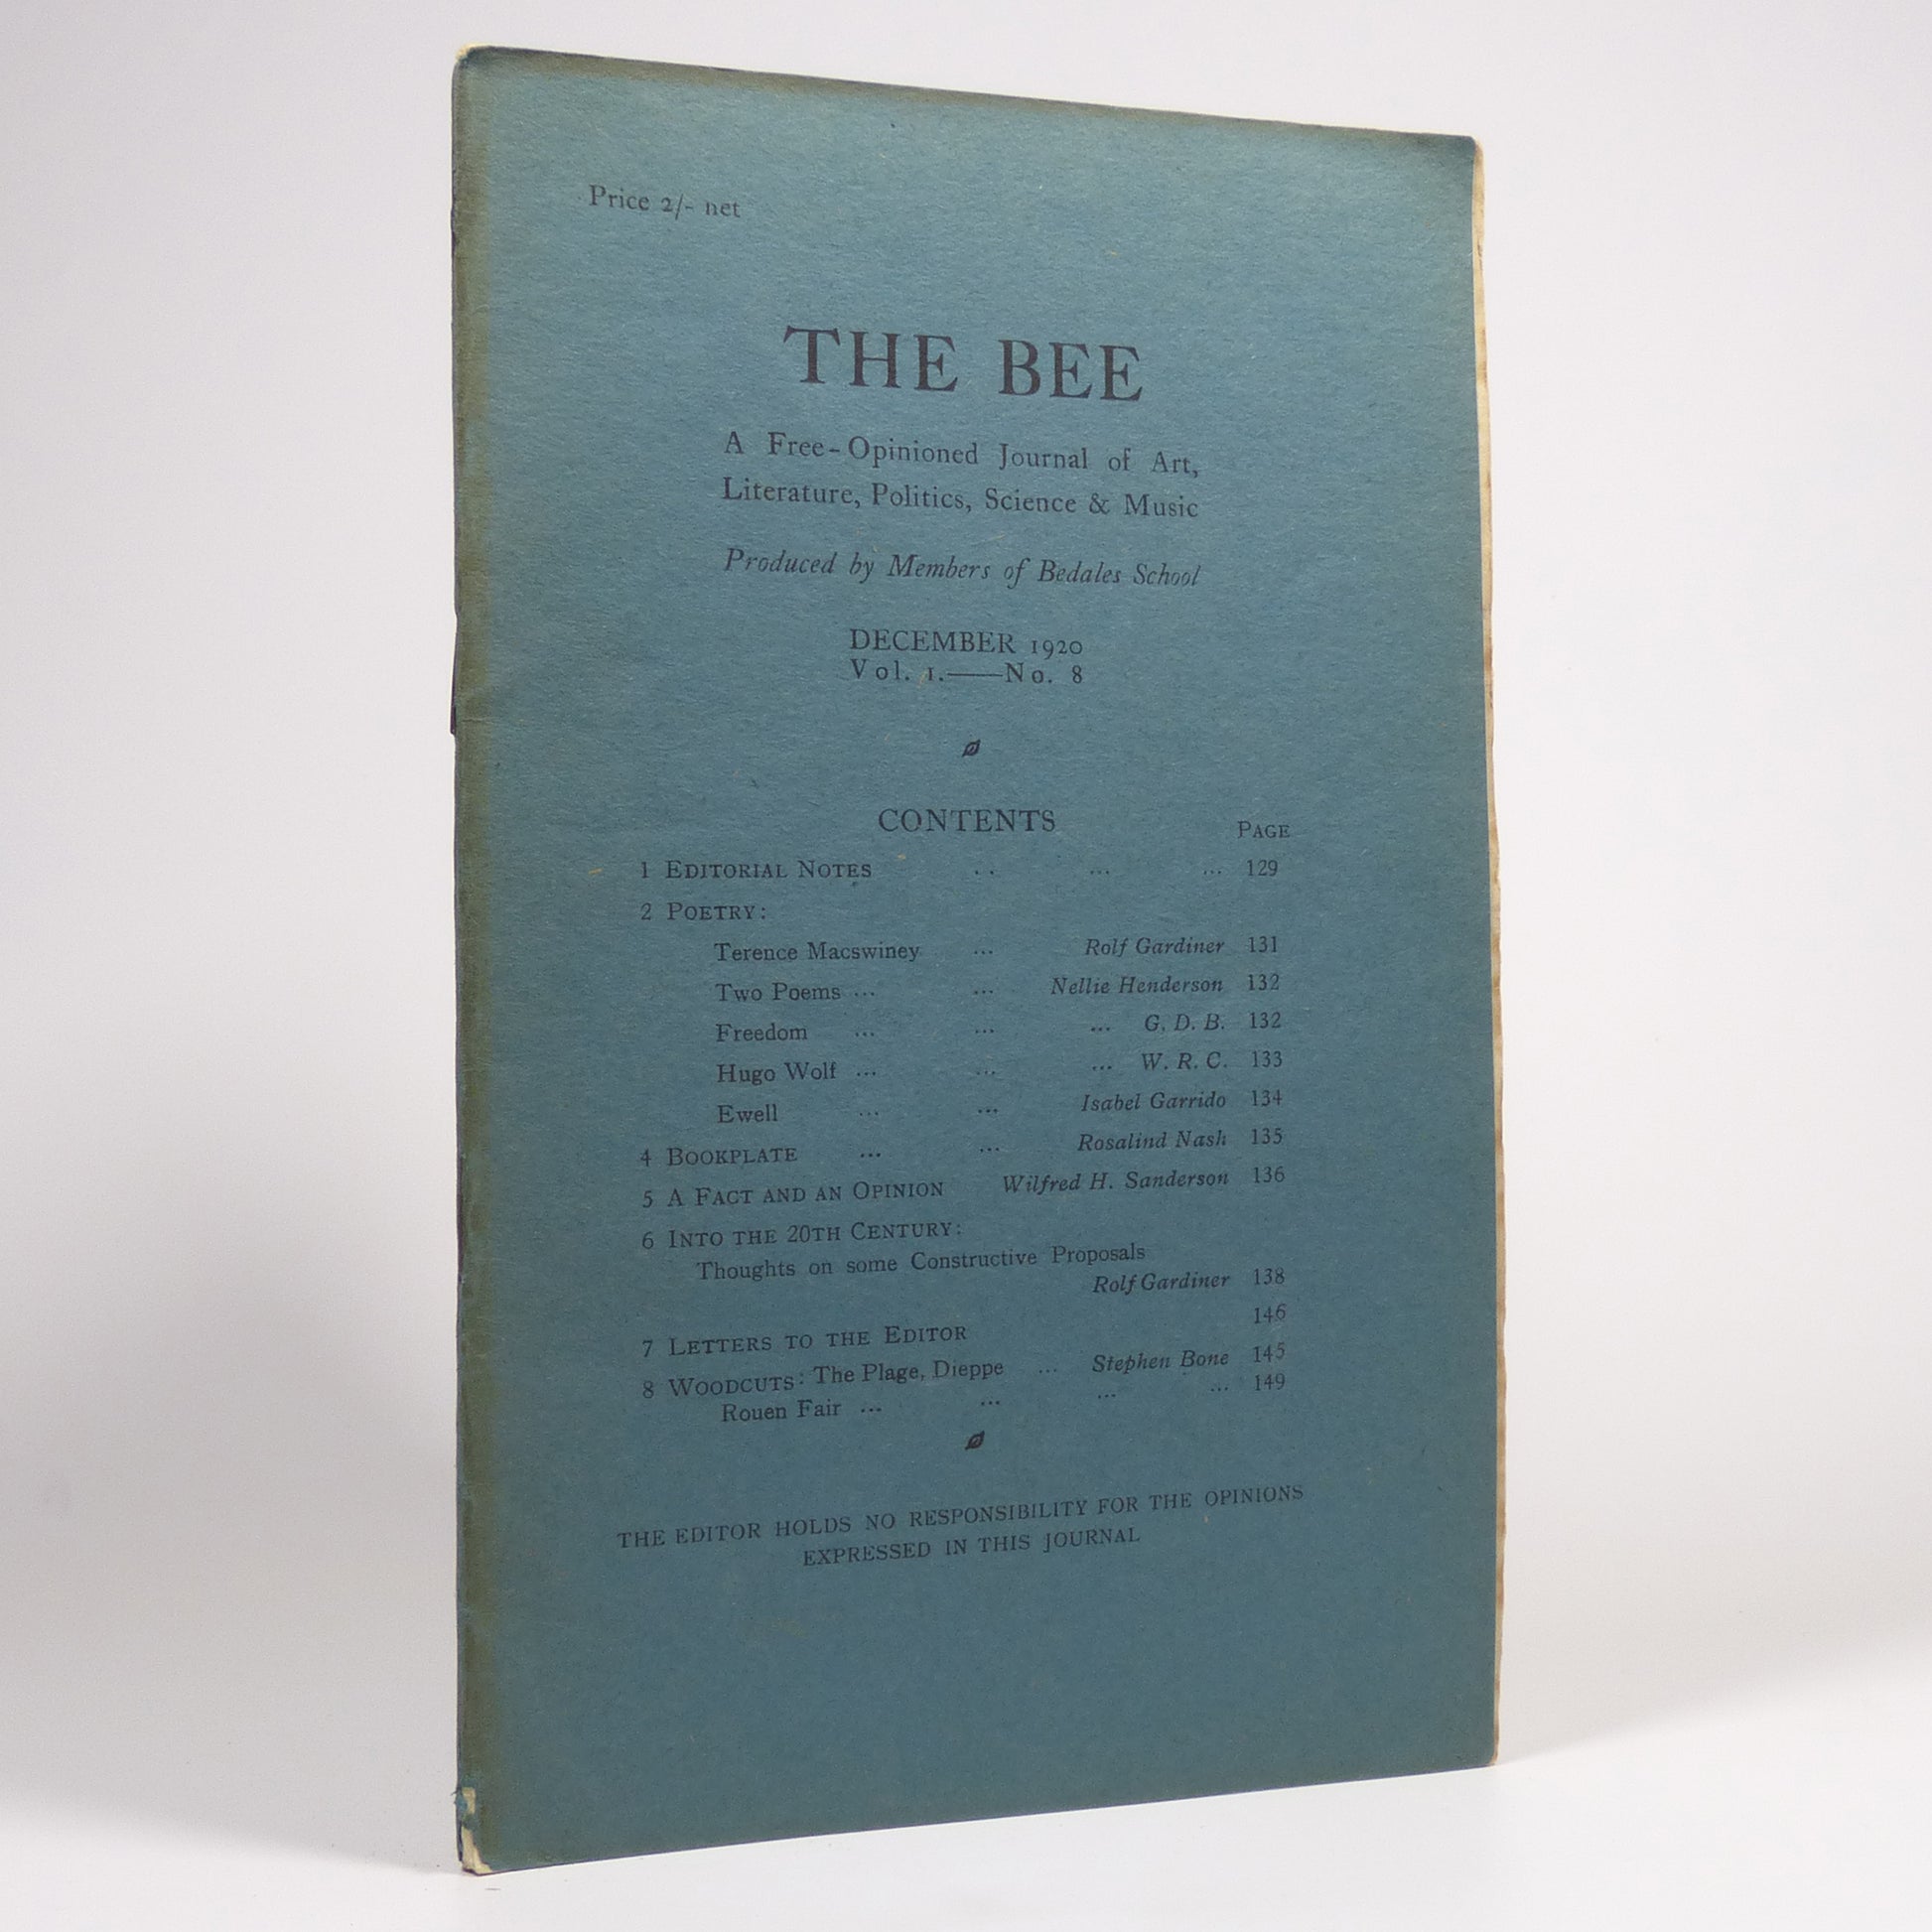 Price 2/- net
THE BEE
A Free-Opinioned Journal of Art,
Literature, Politics, Science & Music
Produced by Members of Bedales School
DECEMBER 1920
Vol. 1.——No. 8
CONTENTS
PAGE
1 EDITORIAL NOTES .. ... ... 129
2 POETRY:
Terence Macswiney ... Rolf Gardiner 131
Two Poems ... ... Nellie Henderson 132
Freedom ... ... ... G. D. B. 132
Hugo Wolf ... ... ... W. R. C. 133
Ewell ... ... Isabel Garrido 134
4 BOOKPLATE ... ... Rosalind Nash 135
5 A FACT AND AN OPINION Wilfred H. Sanderson 136
6 INTO THE 20TH CENTURY:
Thoughts on some Constructive Proposals
Rolf Gardiner 138
7 LETTERS TO THE EDITOR 146
8 WOODCUTS: The Plage, Dieppe ... Stephen Bone 145
Rouen Fair ... ... ... ... 149
THE EDITOR HOLDS NO RESPONSIBILITY FOR THE OPINIONS
EXPRESSED IN THIS JOURNAL